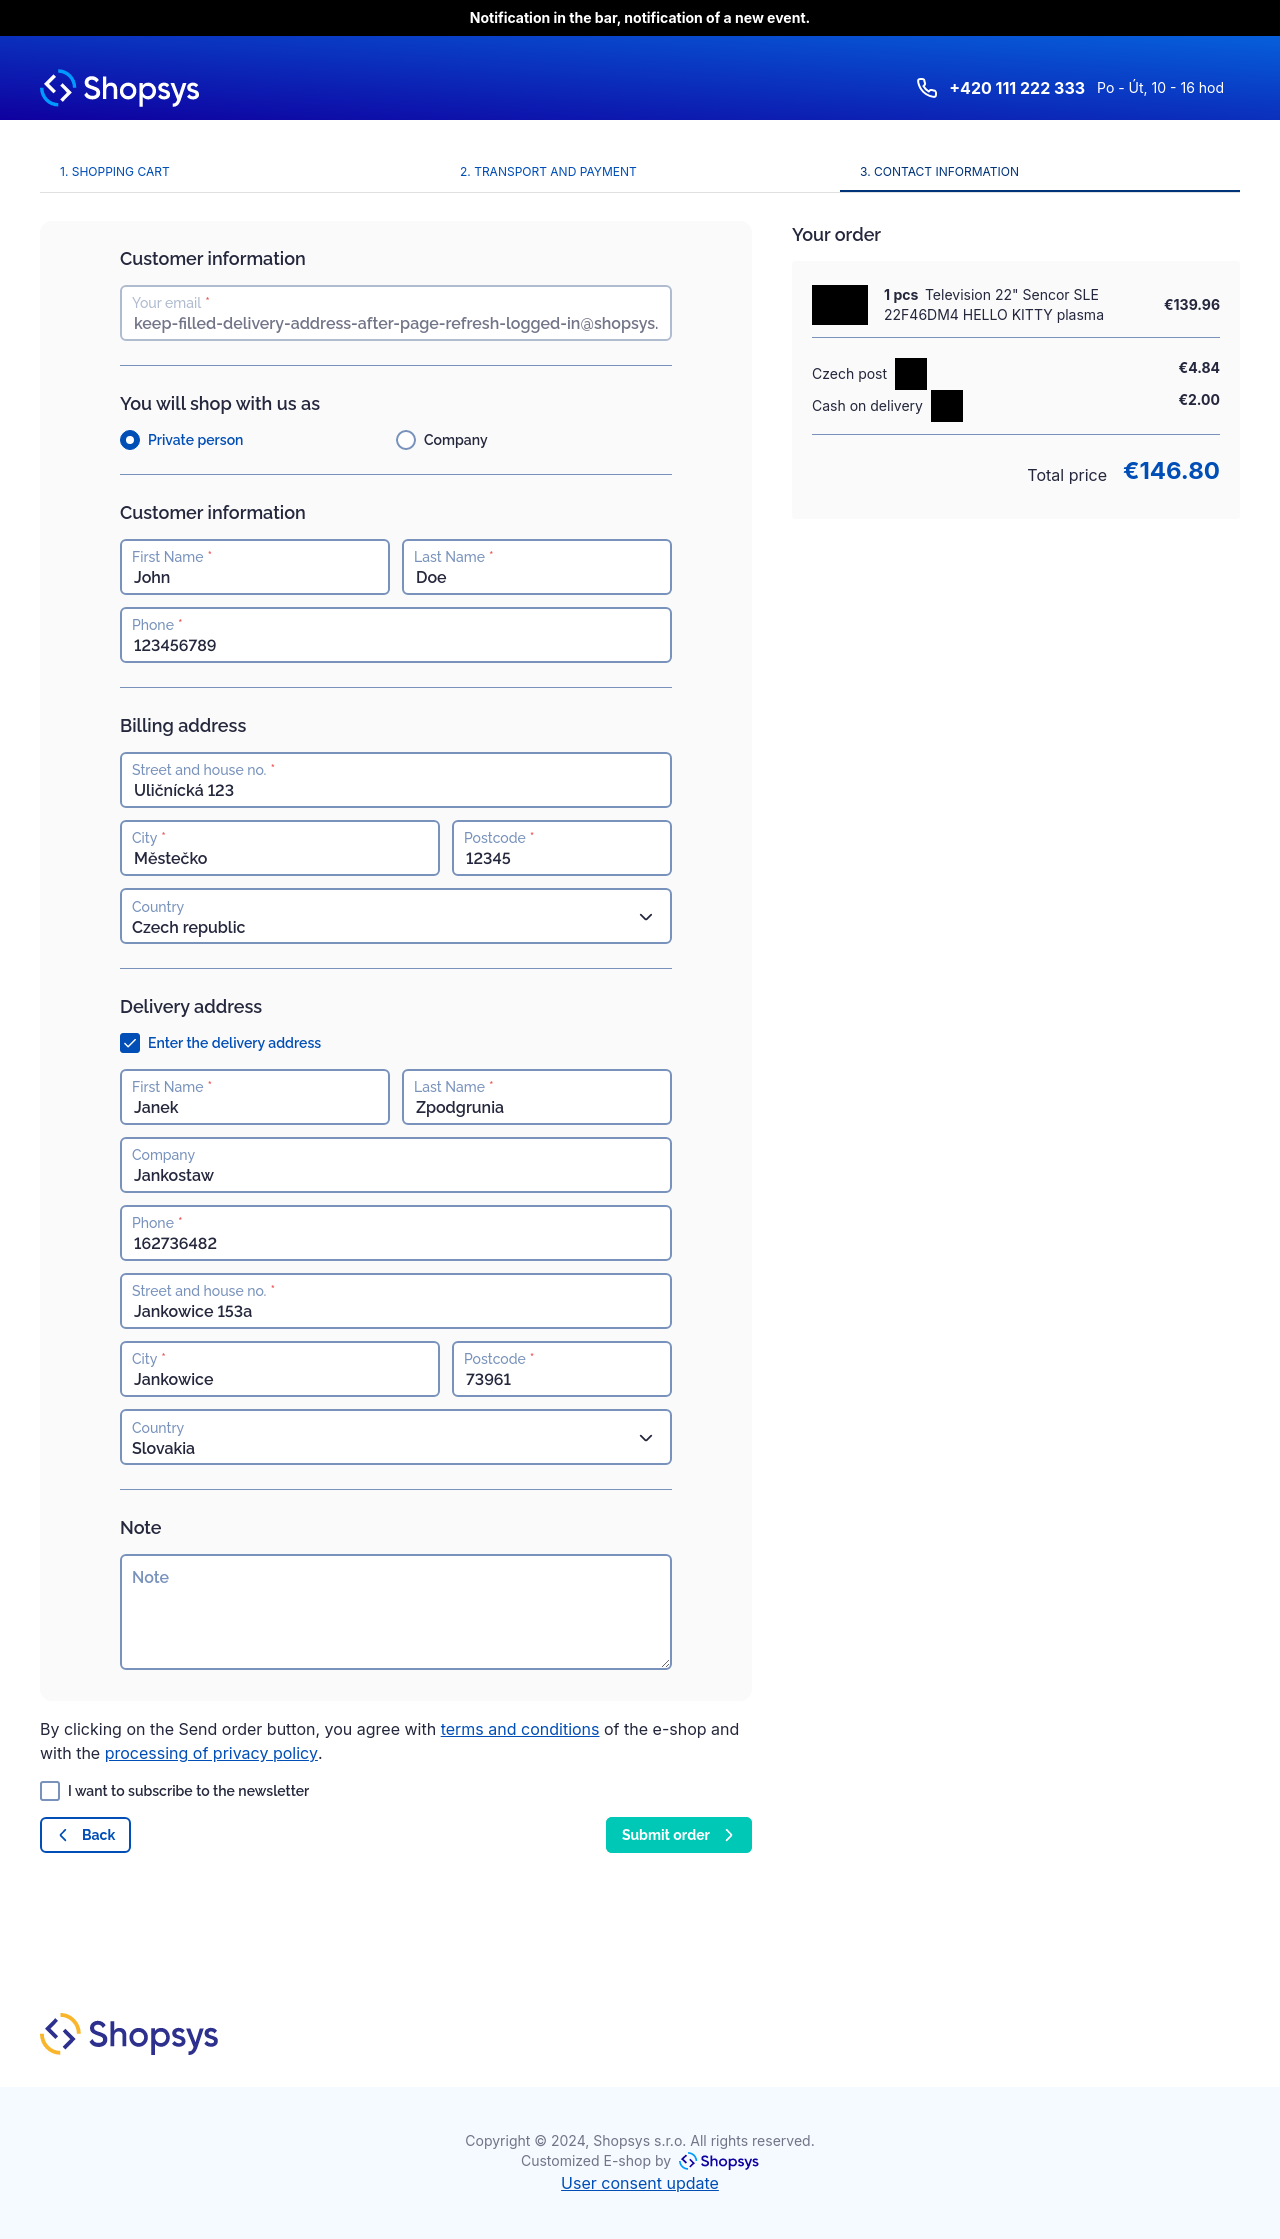 Notification in the bar, notification of a new event.
Shopsys
+420 111 222 333 Po - Út, 10 - 16 hod
1. SHOPPING CART
2. TRANSPORT AND PAYMENT
3. CONTACT INFORMATION
Customer information
Your email *
keep-filled-delivery-address-after-page-refresh-logged-in@shopsys.
You will shop with us as
Private person
Company
Customer information
First Name *
John
Last Name *
Doe
Phone *
123456789
Billing address
Street and house no. *
Uličnícká 123
City *
Městečko
Postcode *
12345
Country
Czech republic
Delivery address
Enter the delivery address
First Name *
Janek
Last Name *
Zpodgrunia
Company
Jankostaw
Phone *
162736482
Street and house no. *
Jankowice 153a
City *
Jankowice
Postcode *
73961
Country
Slovakia
Note
Note
Your order
1 pcs Television 22" Sencor SLE
22F46DM4 HELLO KITTY plasma
€139.96
Czech post
€4.84
Cash on delivery
€2.00
Total price €146.80
By clicking on the Send order button, you agree with terms and conditions of the e-shop and
with the processing of privacy policy.
I want to subscribe to the newsletter
Back
Submit order
Shopsys
Copyright © 2024, Shopsys s.r.o. All rights reserved.
Customized E-shop by Shopsys
User consent update